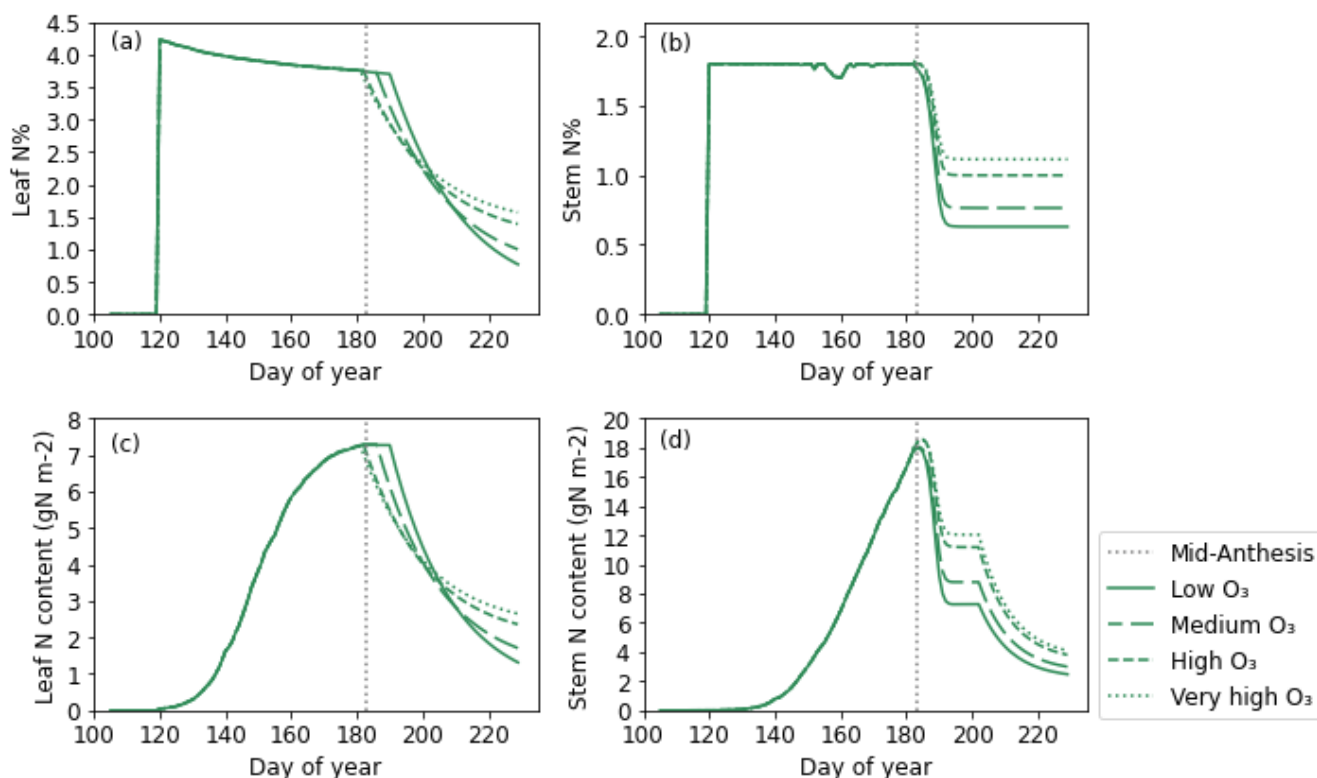 (a)
Leaf N%
4.5
4.0
3.5
3.0
2.5
2.0
1.5
1.0
0.5
0.0
100 120 140 160 180 200 220
Day of year
(b)
Stem N%
2.0
1.5
1.0
0.5
0.0
100 120 140 160 180 200 220
Day of year
(c)
Leaf N content (gN m-2)
8
7
6
5
4
3
2
1
0
100 120 140 160 180 200 220
Day of year
(d)
Stem N content (gN m-2)
20
18
16
14
12
10
8
6
4
2
0
100 120 140 160 180 200 220
Day of year
Mid-Anthesis
Low O₃
Medium O₃
High O₃
Very high O₃